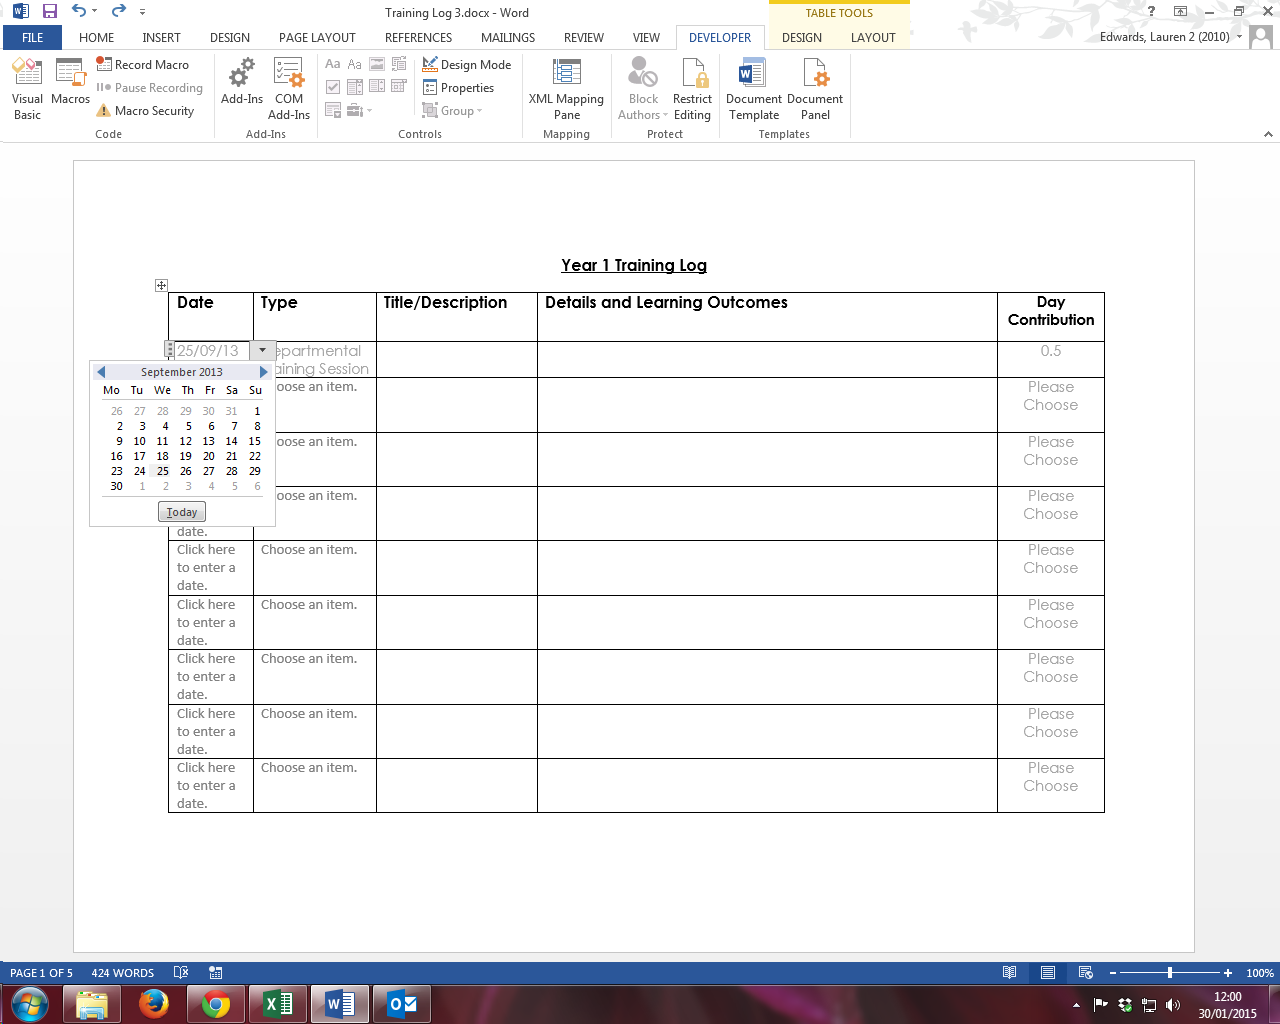 Training Log 3.docx - Word
TABLE TOOLS
?
FILE HOME INSERT DESIGN PAGE LAYOUT REFERENCES MAILINGS REVIEW VIEW DEVELOPER DESIGN LAYOUT
Edwards, Lauren 2 (2010)
Visual Basic
Macros
Record Macro
Pause Recording
Macro Security
Code
Add-Ins
COM Add-Ins
Add-Ins
Aa Aa
Design Mode
Properties
Group
Controls
XML Mapping Pane
Mapping
Block Authors
Restrict Editing
Protect
Document Template
Document Panel
Templates
Year 1 Training Log
Date Type Title/Description Details and Learning Outcomes Day
Contribution
25/09/13 epartmental 0.5
aining Session
September 2013
Mo Tu We Th Fr Sa Su
26 27 28 29 30 31 1
2 3 4 5 6 7 8
9 10 11 12 13 14 15
16 17 18 19 20 21 22
23 24 25 26 27 28 29
30 1 2 3 4 5 6
Today
oose an item. Please
Choose
oose an item. Please
Choose
oose an item. Please
Choose
date.
Click here Choose an item. Please
to enter a Choose
date.
Click here Choose an item. Please
to enter a Choose
date.
Click here Choose an item. Please
to enter a Choose
date.
Click here Choose an item. Please
to enter a Choose
date.
Click here Choose an item. Please
to enter a Choose
date.
PAGE 1 OF 5 424 WORDS 100%
12:00
30/01/2015